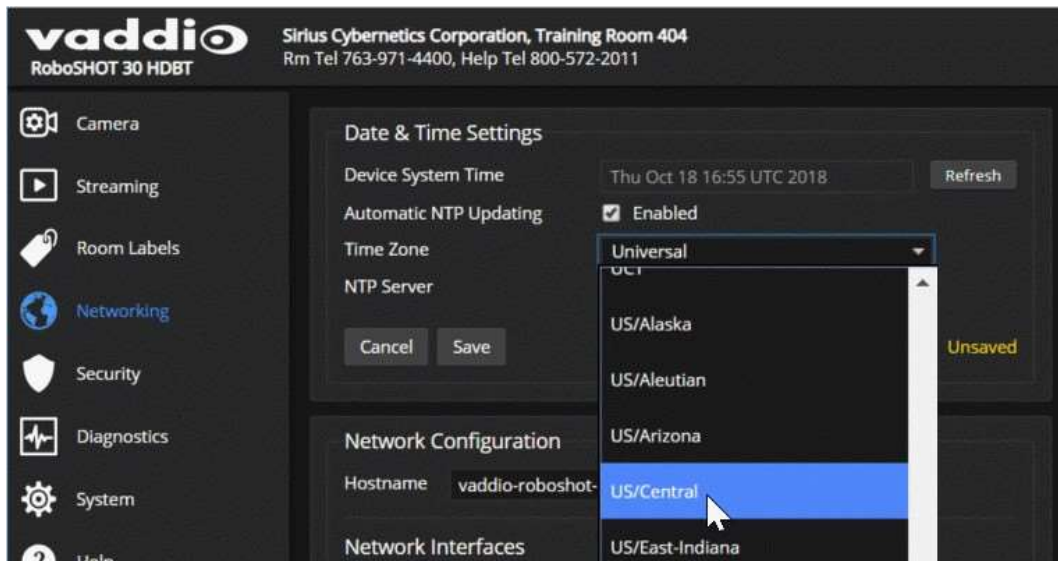 vaddio
RoboSHOT 30 HDBT
Sirius Cybernetics Corporation, Training Room 404
Rm Tel 763-971-4400, Help Tel 800-572-2011
Camera
Streaming
Room Labels
Networking
Security
Diagnostics
System
Help
Date & Time Settings
Device System Time
Thu Oct 18 16:55 UTC 2018
Refresh
Automatic NTP Updating
Enabled
Time Zone
Universal
NTP Server
UCT
US/Alaska
US/Aleutian
US/Arizona
US/Central
US/East-Indiana
Cancel
Save
Unsaved
Network Configuration
Hostname
vaddio-roboshot-
Network Interfaces